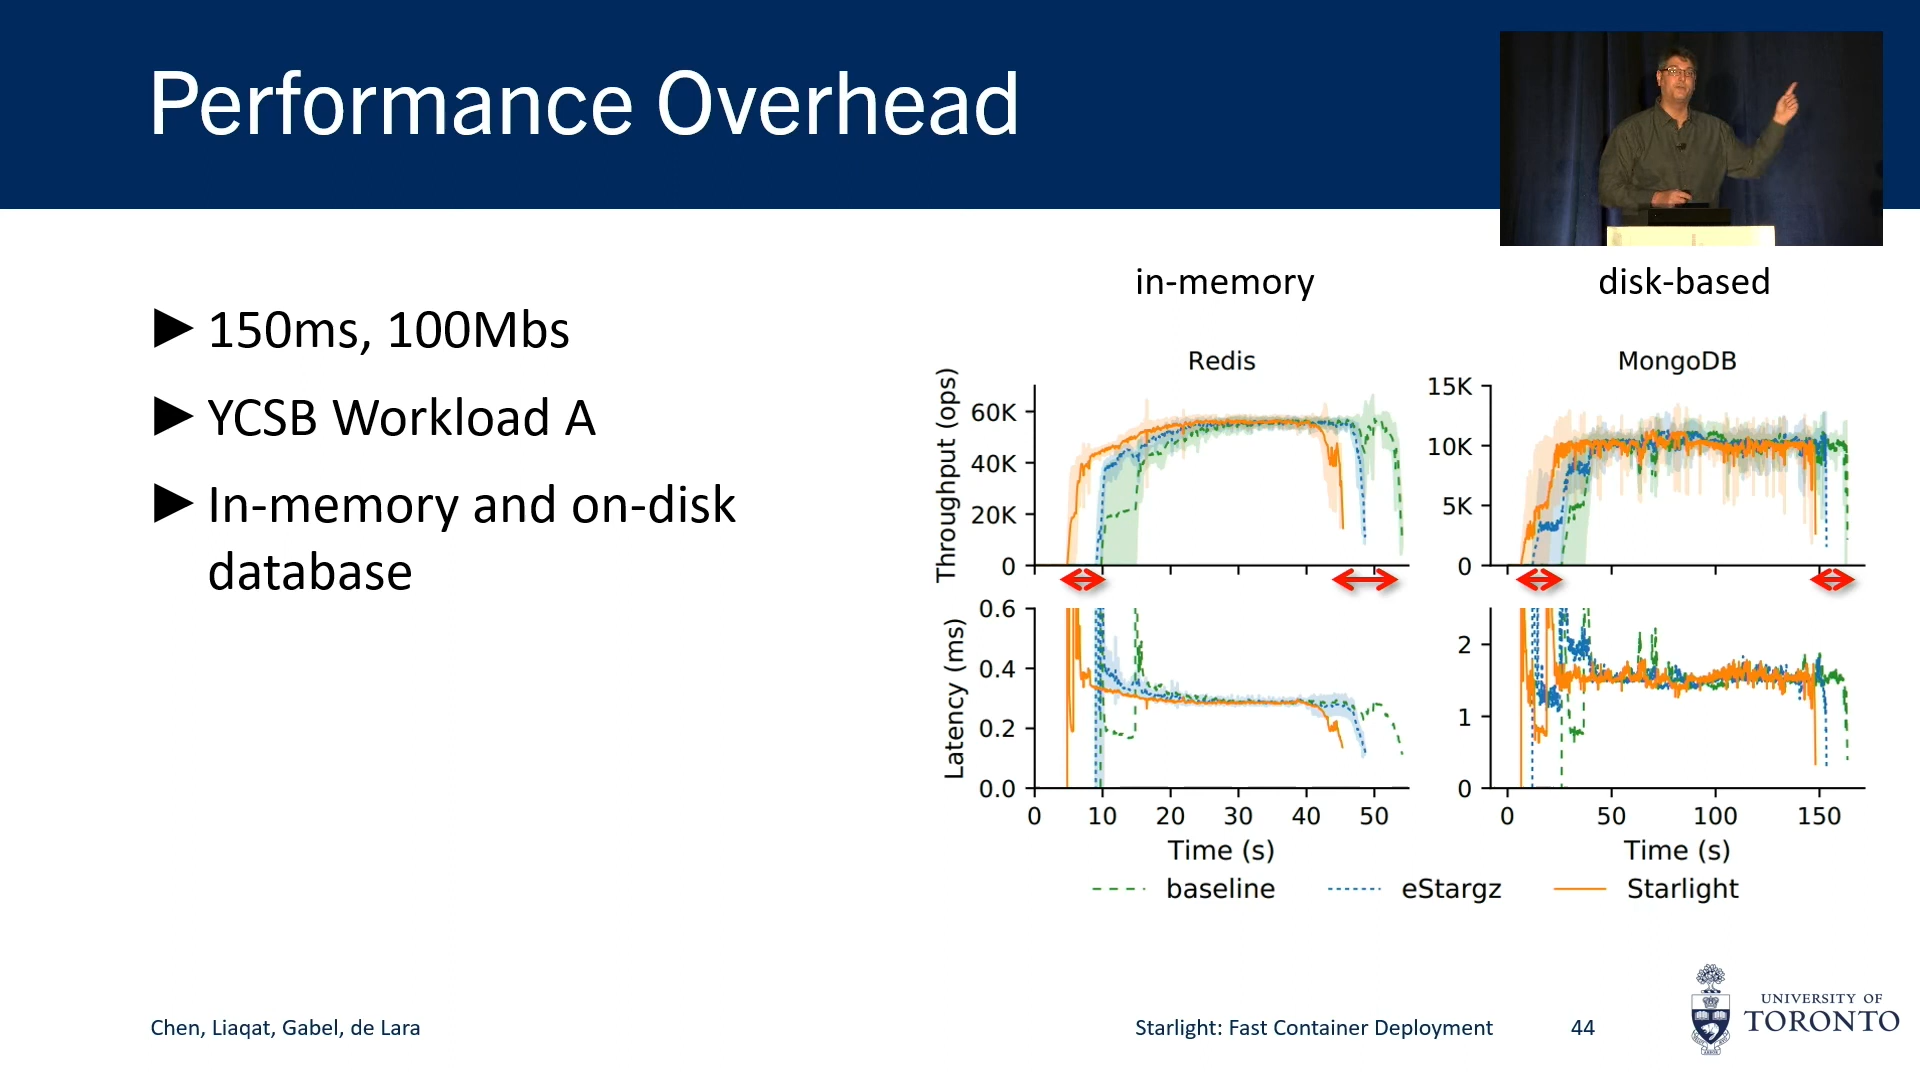 Performance Overhead
▶ 150ms, 100Mbs
▶ YCSB Workload A
▶ In-memory and on-disk
database
in-memory
disk-based
Redis
MongoDB
Throughput (ops)
60K
40K
20K
0
15K
10K
5K
0
Latency (ms)
0.6
0.4
0.2
0.0
2
1
0
0 10 20 30 40 50
0 50 100 150
Time (s)
Time (s)
baseline eStargz Starlight
Chen, Liaqat, Gabel, de Lara
Starlight: Fast Container Deployment
44
UNIVERSITY OF
TORONTO